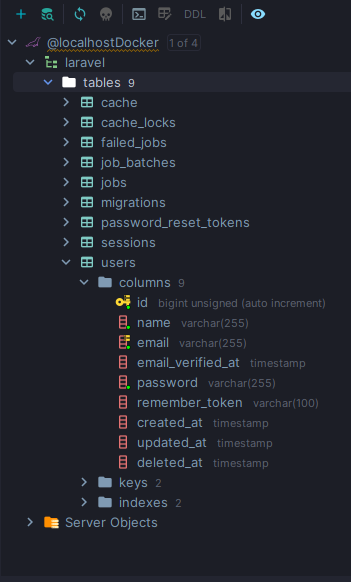 DDL
@localhostDocker 1 of 4
laravel
tables 9
cache
cache_locks
failed_jobs
job_batches
jobs
migrations
password_reset_tokens
sessions
users
columns 9
id bigint unsigned (auto increment)
name varchar(255)
email varchar(255)
email_verified_at timestamp
password varchar(255)
remember_token varchar(100)
created_at timestamp
updated_at timestamp
deleted_at timestamp
keys 2
indexes 2
Server Objects